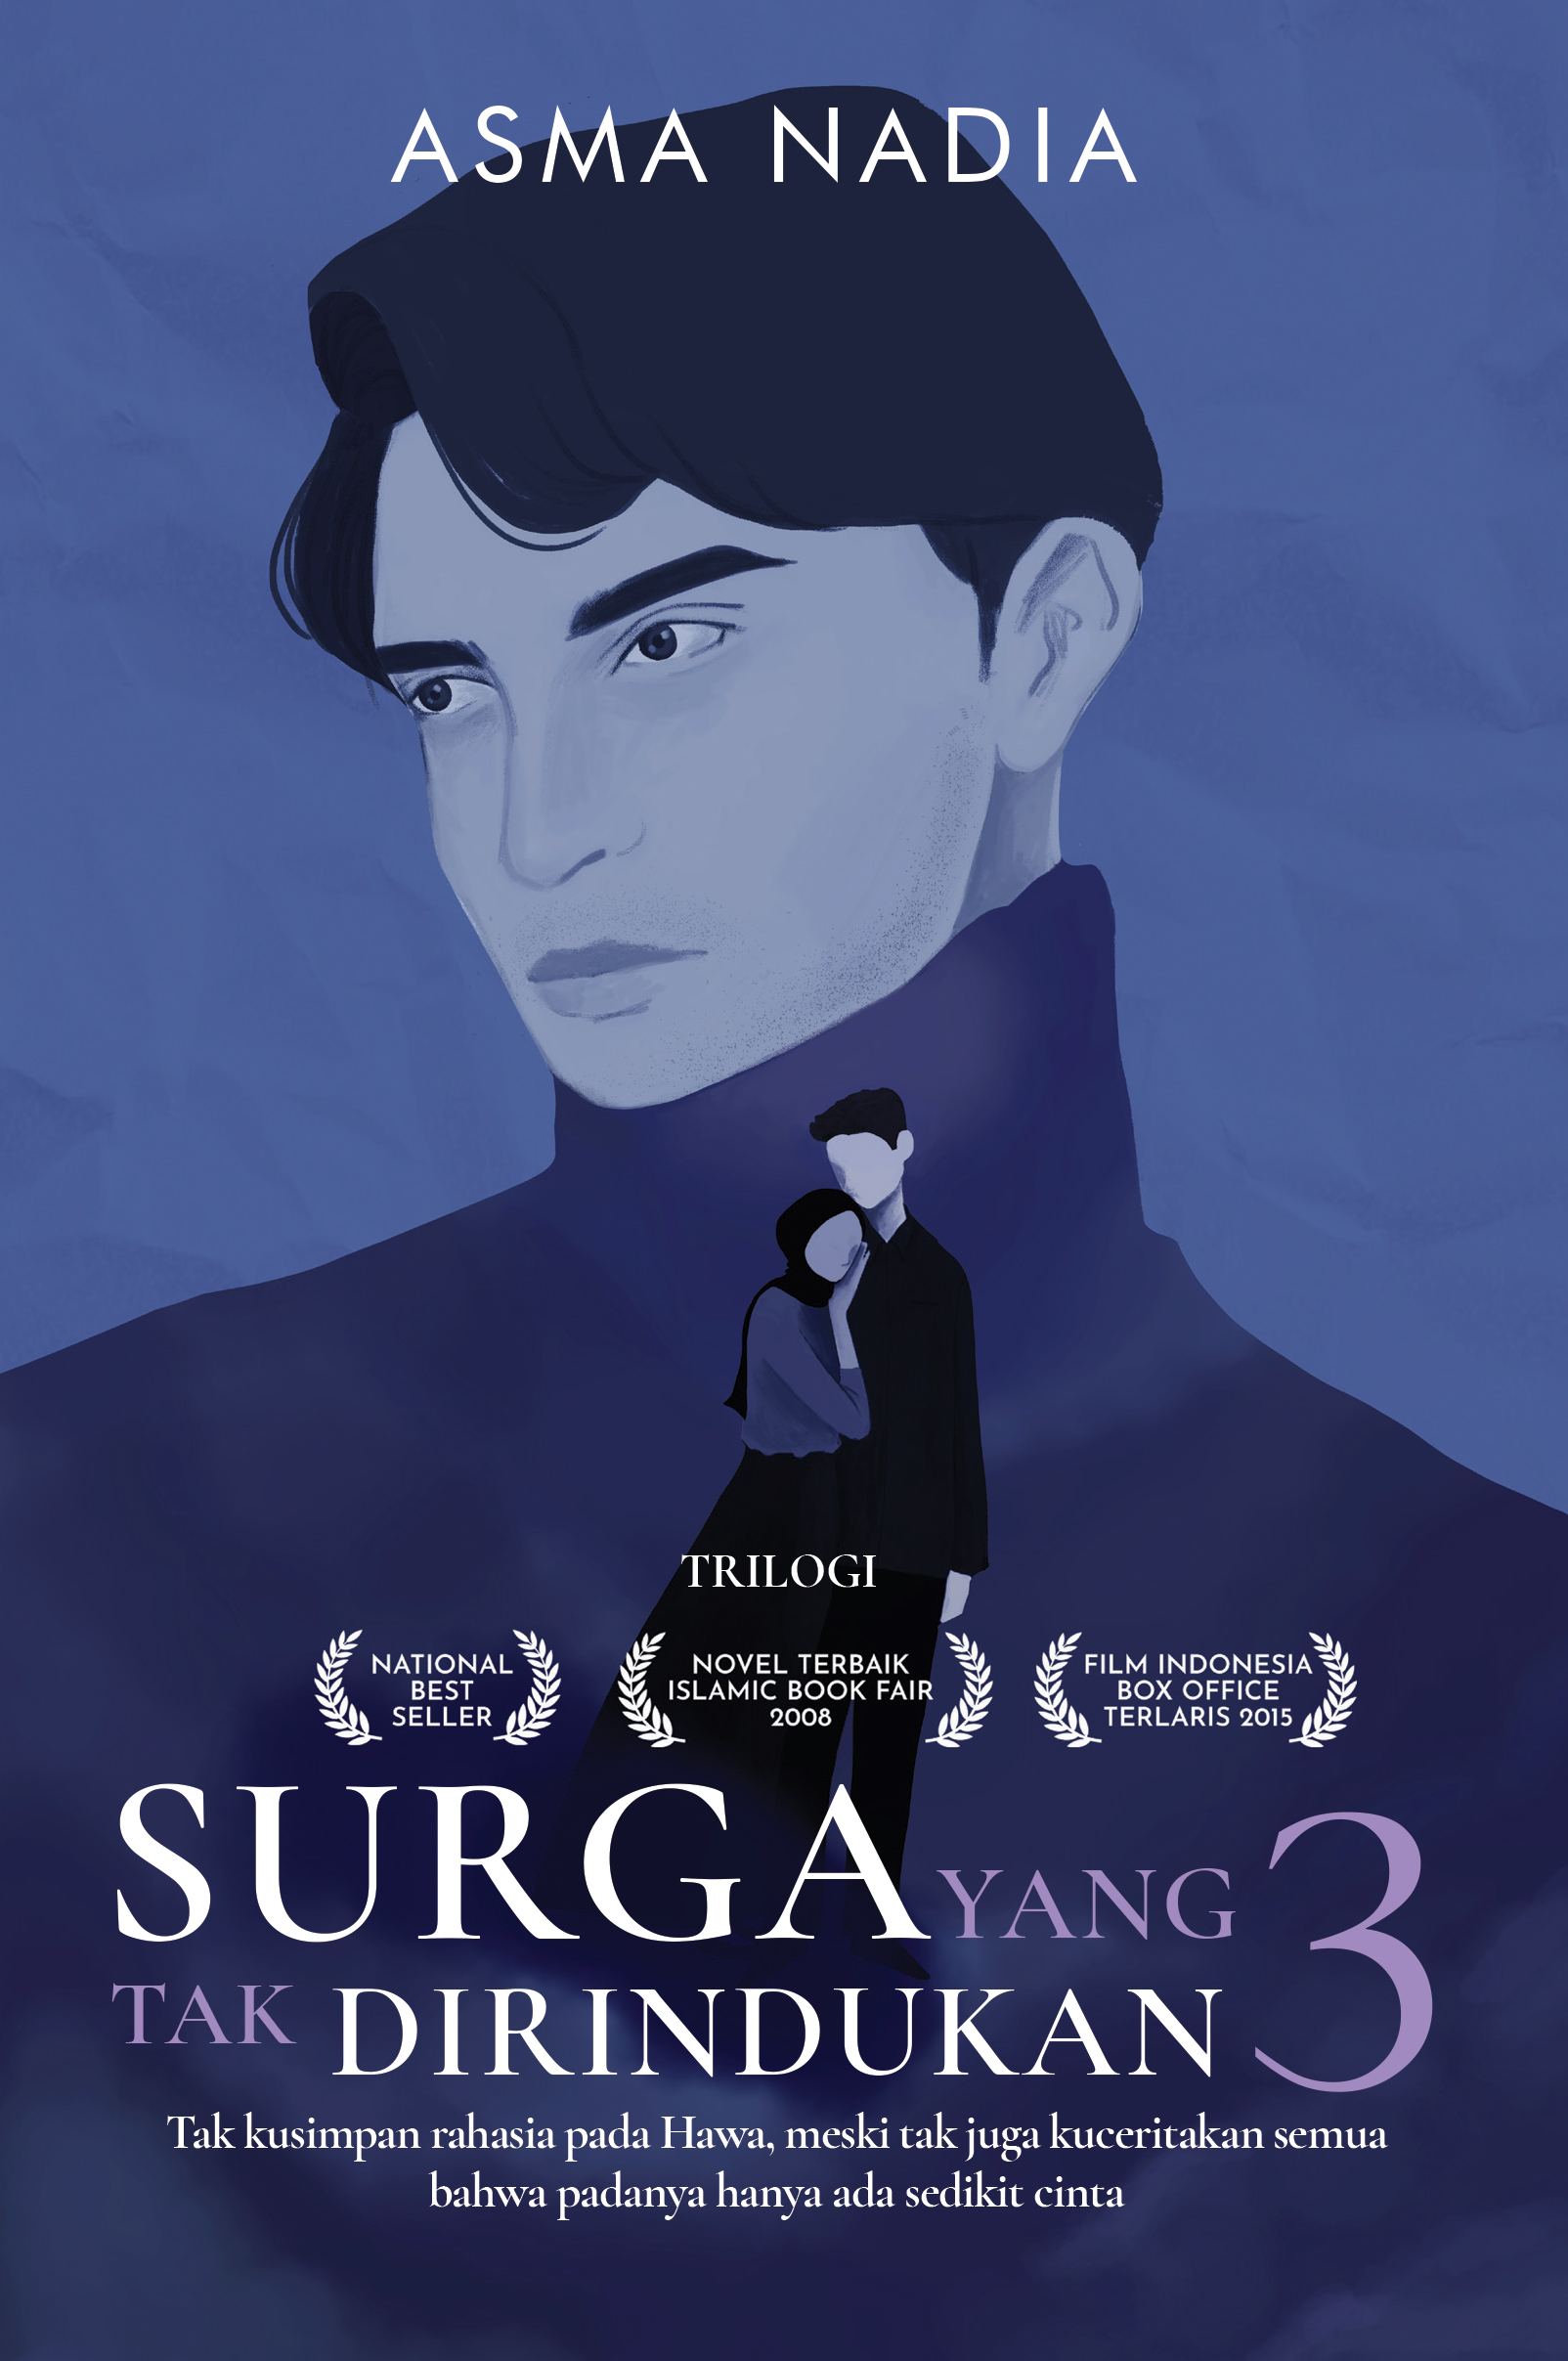 ASMA NADIA
TRILOGI
NATIONAL
BEST
SELLER
NOVEL TERBAIK
ISLAMIC BOOK FAIR
2008
FILM INDONESIA
BOX OFFICE
TERLARIS 2015
SURGA YANG 3
TAK DIRINDUKAN
Tak kusimpan rahasia pada Hawa, meski tak juga kuceritakan semua
bahwa padanya hanya ada sedikit cinta